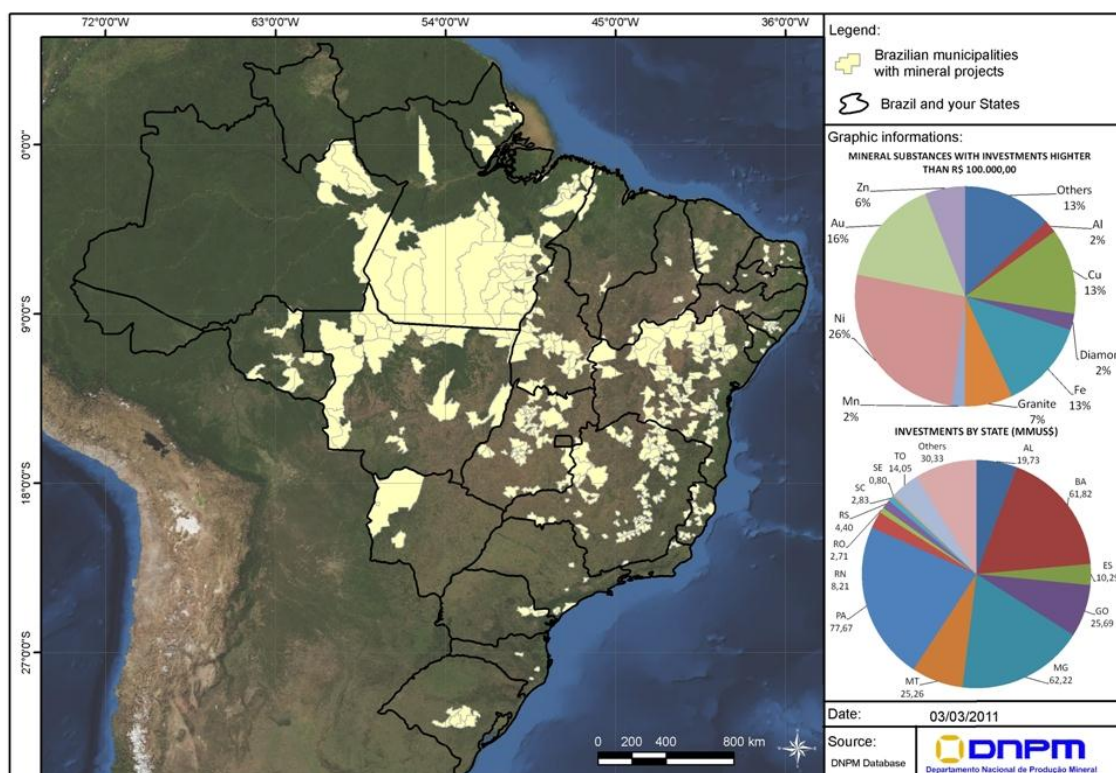 72°0'0"W
63°0'0"W
54°0'0"W
45°0'0"W
36°0'0"W
0°0'0"
9°0'0"S
18°0'0"S
27°0'0"S
0 200 400 800 km
Legend:
Brazilian municipalities
with mineral projects
Brazil and your States
Graphic informations:
MINERAL SUBSTANCES WITH INVESTMENTS HIGHTER
THAN R$ 100.000,00
Zn
6%
Others
13%
Au
16%
Al
2%
Cu
13%
Ni
26%
Diamon
2%
Fe
13%
Mn
2%
Granite
7%
INVESTMENTS BY STATE (MMUS$)
Others
30,33
AL
19,73
TO
14,05
SE
0,80
BA
61,82
SC
2,83
RS
4,40
RO
2,71
ES
10,29
RN
8,21
GO
25,69
PA
77,67
MG
62,22
MT
25,26
Date: 03/03/2011
Source:
DNPM Database
DNPM
Departamento Nacional de Produção Mineral